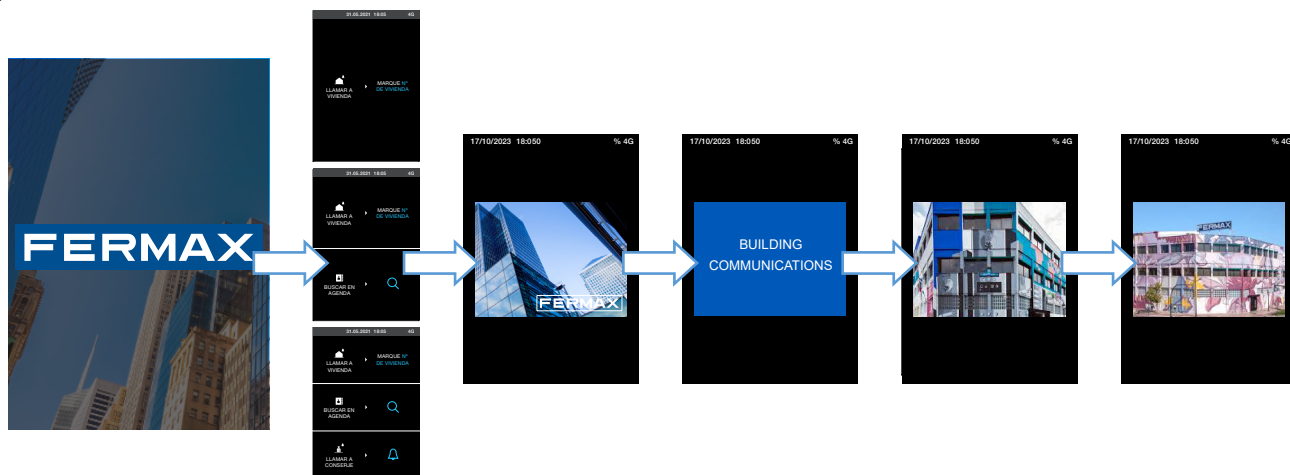 FERMAX
31.05.2021 18:05 4G
LLAMAR A
VIVIENDA
MARQUE Nº
DE VIVIENDA
31.05.2021 18:05 4G
LLAMAR A
VIVIENDA
MARQUE Nº
DE VIVIENDA
BUSCAR EN
AGENDA
31.05.2021 18:05 4G
LLAMAR A
VIVIENDA
MARQUE Nº
DE VIVIENDA
BUSCAR EN
AGENDA
LLAMAR A
CONSERJE
17/10/2023 18:050 % 4G
FERMAX
17/10/2023 18:050 % 4G
BUILDING
COMMUNICATIONS
17/10/2023 18:050 % 4G
17/10/2023 18:050 % 4G
FERMAX